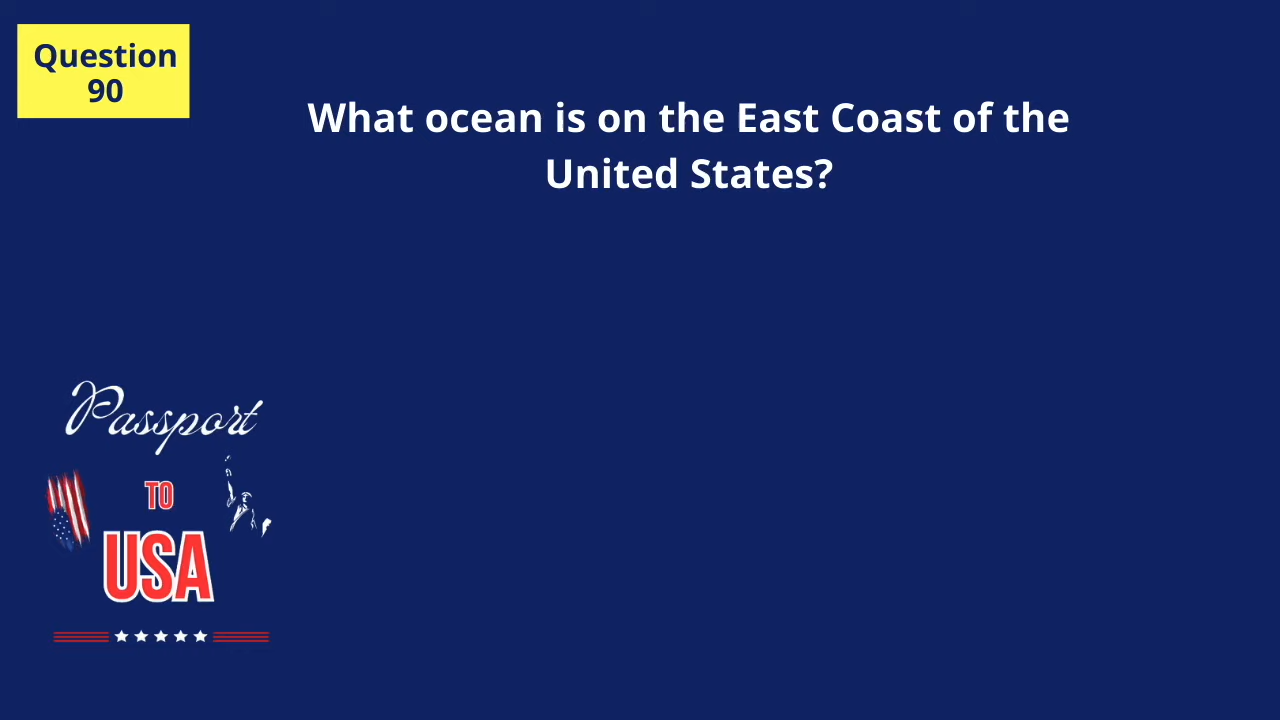 Question
90
What ocean is on the East Coast of the
United States?
Passport
TO
USA